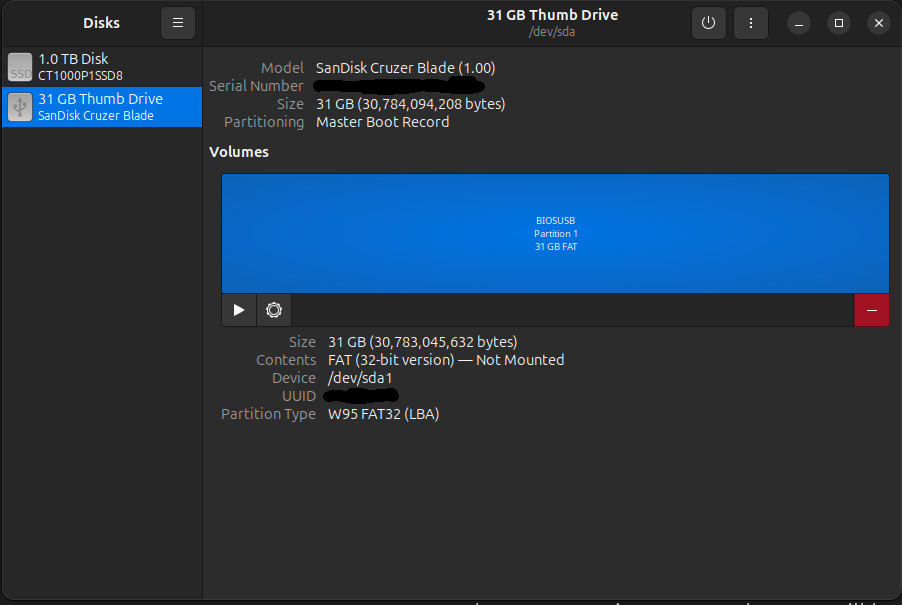 Disks
31 GB Thumb Drive
/dev/sda
1.0 TB Disk
CT1000P1SSD8
SSD
31 GB Thumb Drive
SanDisk Cruzer Blade
Model SanDisk Cruzer Blade (1.00)
Serial Number
Size 31 GB (30,784,094,208 bytes)
Partitioning Master Boot Record
Volumes
BIOSUSB
Partition 1
31 GB FAT
Size 31 GB (30,783,045,632 bytes)
Contents FAT (32-bit version) — Not Mounted
Device /dev/sda1
UUID
Partition Type W95 FAT32 (LBA)